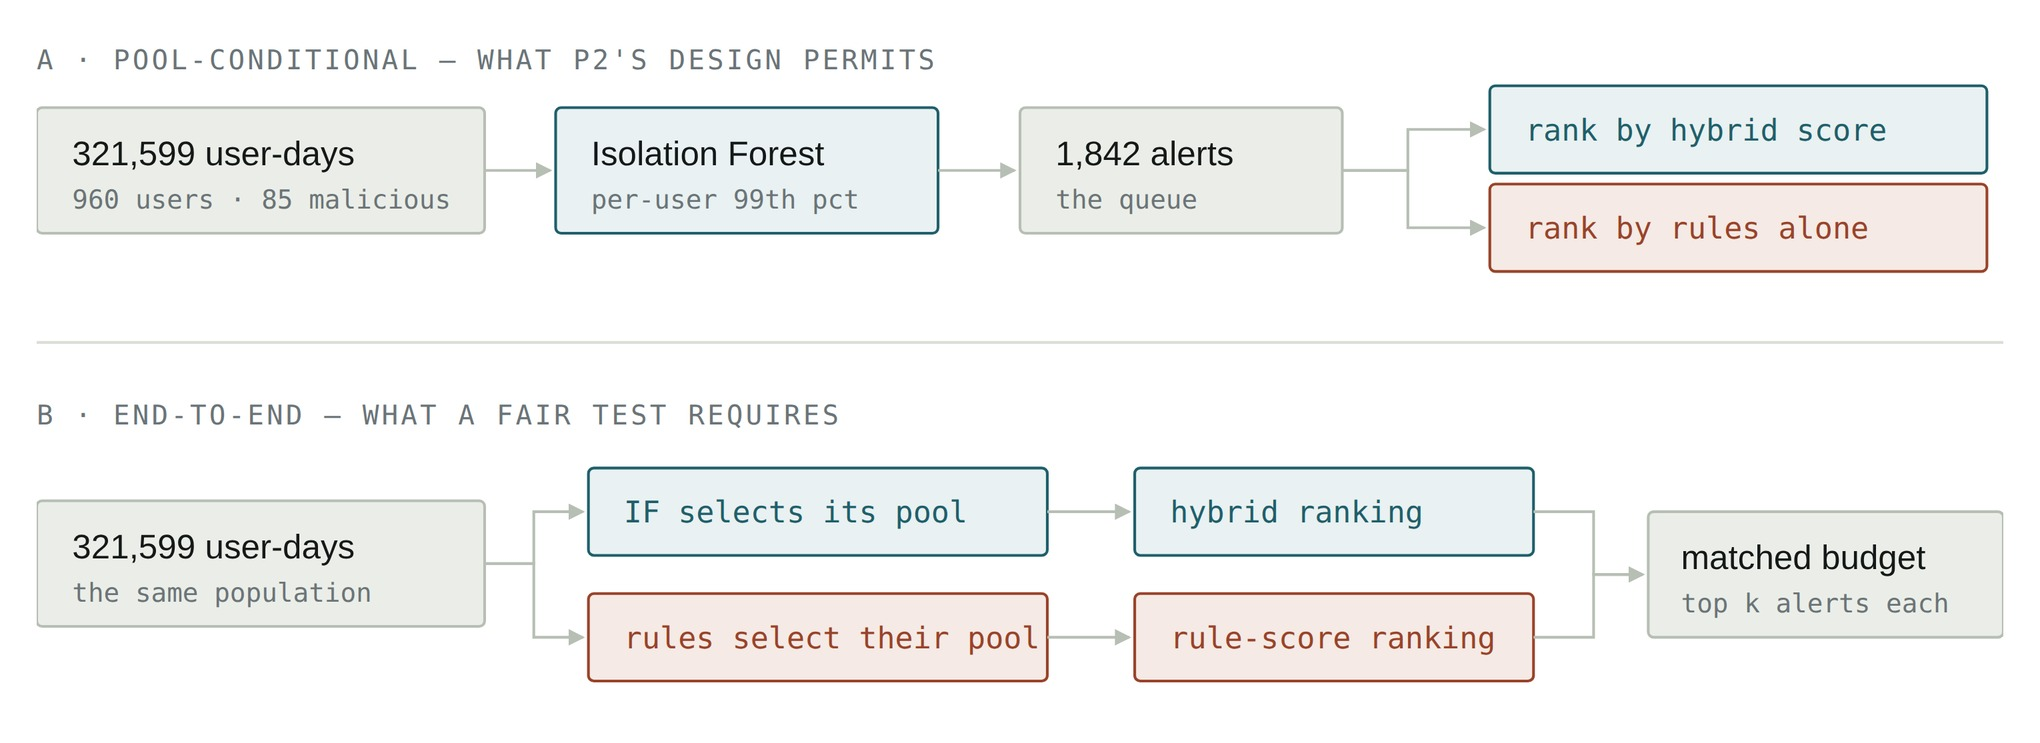 A · POOL-CONDITIONAL — WHAT P2'S DESIGN PERMITS
321,599 user-days
960 users · 85 malicious
Isolation Forest
per-user 99th pct
1,842 alerts
the queue
rank by hybrid score
rank by rules alone
B · END-TO-END — WHAT A FAIR TEST REQUIRES
321,599 user-days
the same population
IF selects its pool
hybrid ranking
rules select their pool
rule-score ranking
matched budget
top k alerts each